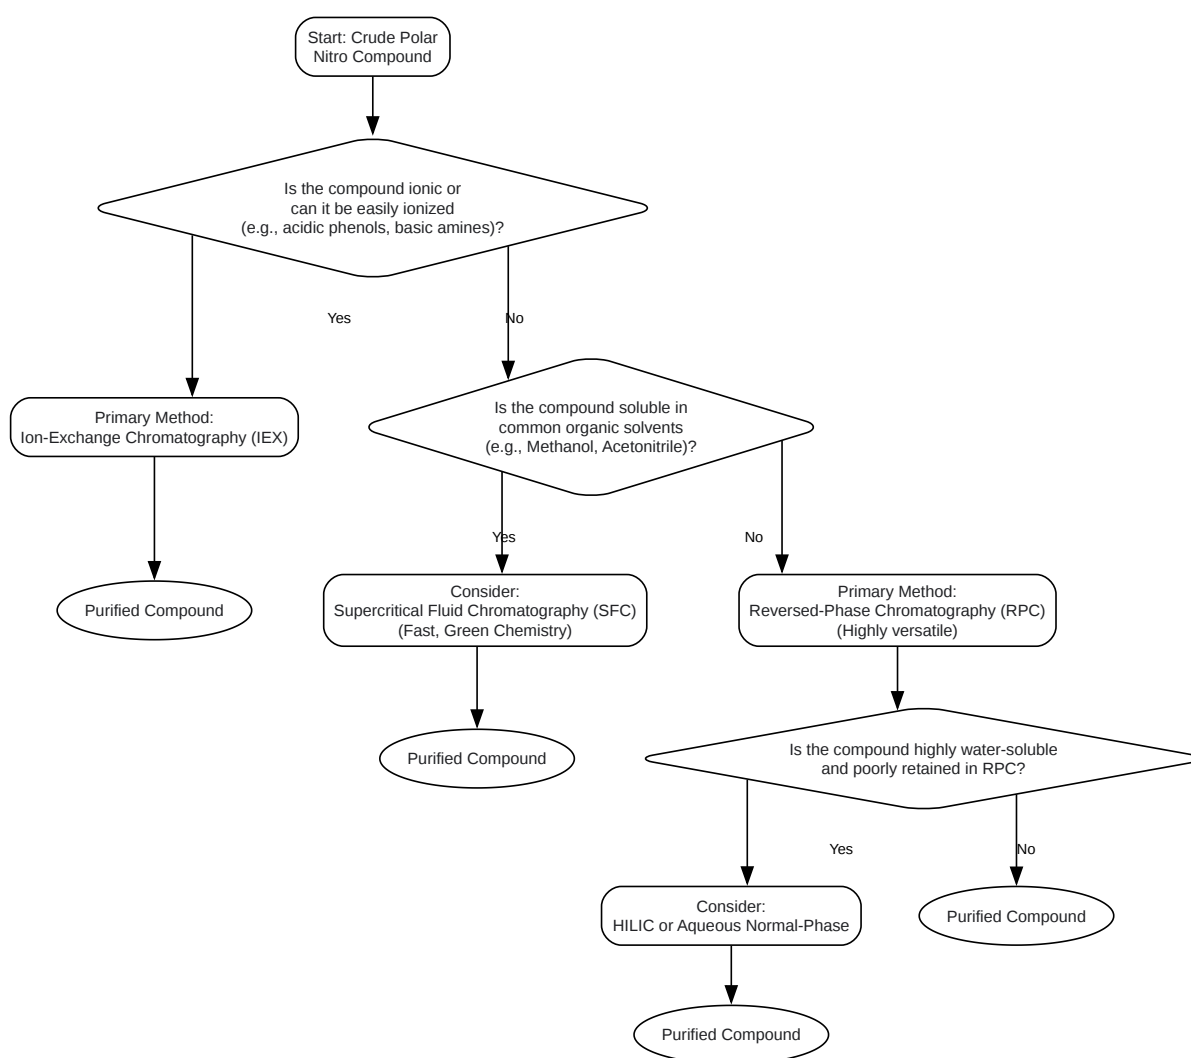 Start: Crude Polar
Nitro Compound
Is the compound ionic or
can it be easily ionized
(e.g., acidic phenols, basic amines)?
Yes
No
Primary Method:
Ion-Exchange Chromatography (IEX)
Is the compound soluble in
common organic solvents
(e.g., Methanol, Acetonitrile)?
Yes
No
Purified Compound
Consider:
Supercritical Fluid Chromatography (SFC)
(Fast, Green Chemistry)
Primary Method:
Reversed-Phase Chromatography (RPC)
(Highly versatile)
Purified Compound
Is the compound highly water-soluble
and poorly retained in RPC?
Yes
No
Consider:
HILIC or Aqueous Normal-Phase
Purified Compound
Purified Compound